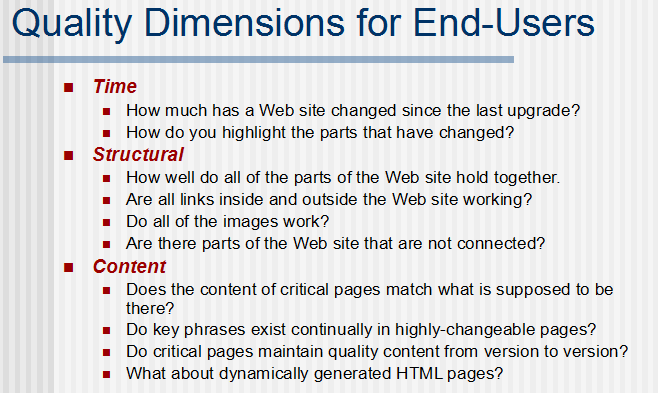 Quality Dimensions for End-Users
Time
How much has a Web site changed since the last upgrade?
How do you highlight the parts that have changed?
Structural
How well do all of the parts of the Web site hold together.
Are all links inside and outside the Web site working?
Do all of the images work?
Are there parts of the Web site that are not connected?
Content
Does the content of critical pages match what is supposed to be
there?
Do key phrases exist continually in highly-changeable pages?
Do critical pages maintain quality content from version to version?
What about dynamically generated HTML pages?